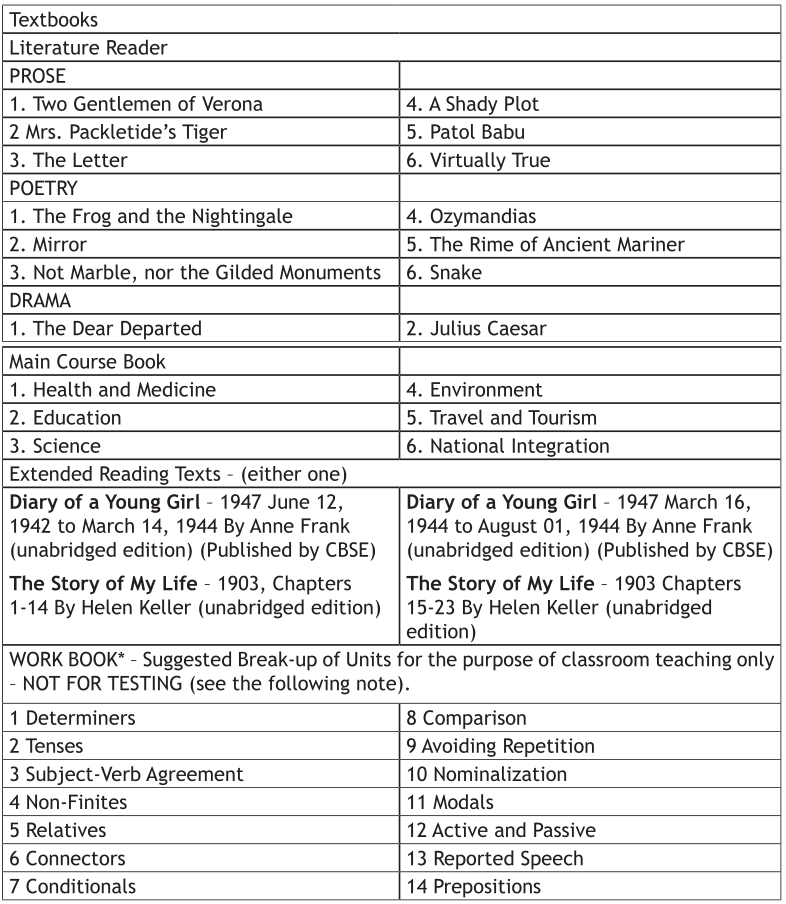 Textbooks
Literature Reader
PROSE
1. Two Gentlemen of Verona
4. A Shady Plot
2 Mrs. Packletide's Tiger
5. Patol Babu
3. The Letter
6. Virtually True
POETRY
1. The Frog and the Nightingale
4. Ozymandias
2. Mirror
5. The Rime of Ancient Mariner
3. Not Marble, nor the Gilded Monuments
6. Snake
DRAMA
1. The Dear Departed
2. Julius Caesar
Main Course Book
1. Health and Medicine
4. Environment
2. Education
5. Travel and Tourism
3. Science
6. National Integration
Extended Reading Texts – (either one)
Diary of a Young Girl – 1947 June 12,
1942 to March 14, 1944 By Anne Frank
(unabridged edition) (Published by CBSE)
The Story of My Life – 1903, Chapters
1-14 By Helen Keller (unabridged edition)
Diary of a Young Girl – 1947 March 16,
1944 to August 01, 1944 By Anne Frank
(unabridged edition) (Published by CBSE)
The Story of My Life – 1903 Chapters
15-23 By Helen Keller (unabridged
edition)
WORK BOOK* – Suggested Break-up of Units for the purpose of classroom teaching only
– NOT FOR TESTING (see the following note).
1 Determiners
8 Comparison
2 Tenses
9 Avoiding Repetition
3 Subject-Verb Agreement
10 Nominalization
4 Non-Finites
11 Modals
5 Relatives
12 Active and Passive
6 Connectors
13 Reported Speech
7 Conditionals
14 Prepositions